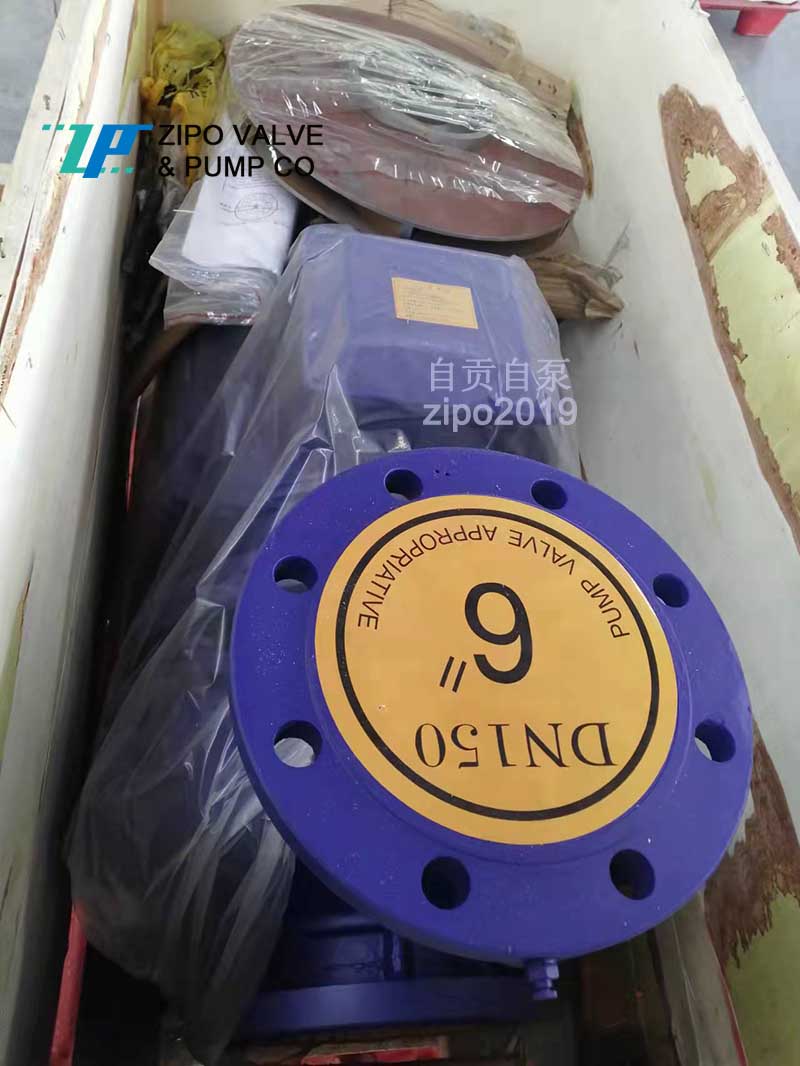 ZIPO VALVE
& PUMP CO
自贡自泵
zipo2019
PUMP VALVE APPROPRIATIVE
6"
DN150